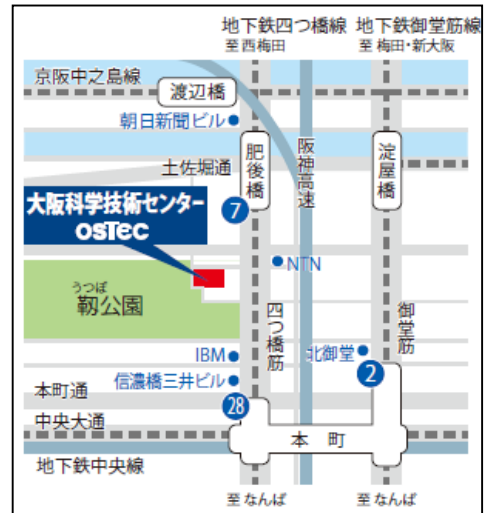 地下鉄四つ橋線 地下鉄御堂筋線
至 西梅田 至 梅田・新大阪
京阪中之島線
渡辺橋
朝日新聞ビル
肥後橋
阪神高速
淀屋橋
土佐堀通
大阪科学技術センター
OSTEC
7
NTN
うつぼ
靭公園
四つ橋筋
御堂筋
IBM
北御堂
2
信濃橋三井ビル
本町通
28
中央大通
本町
地下鉄中央線
至 なんば 至 なんば